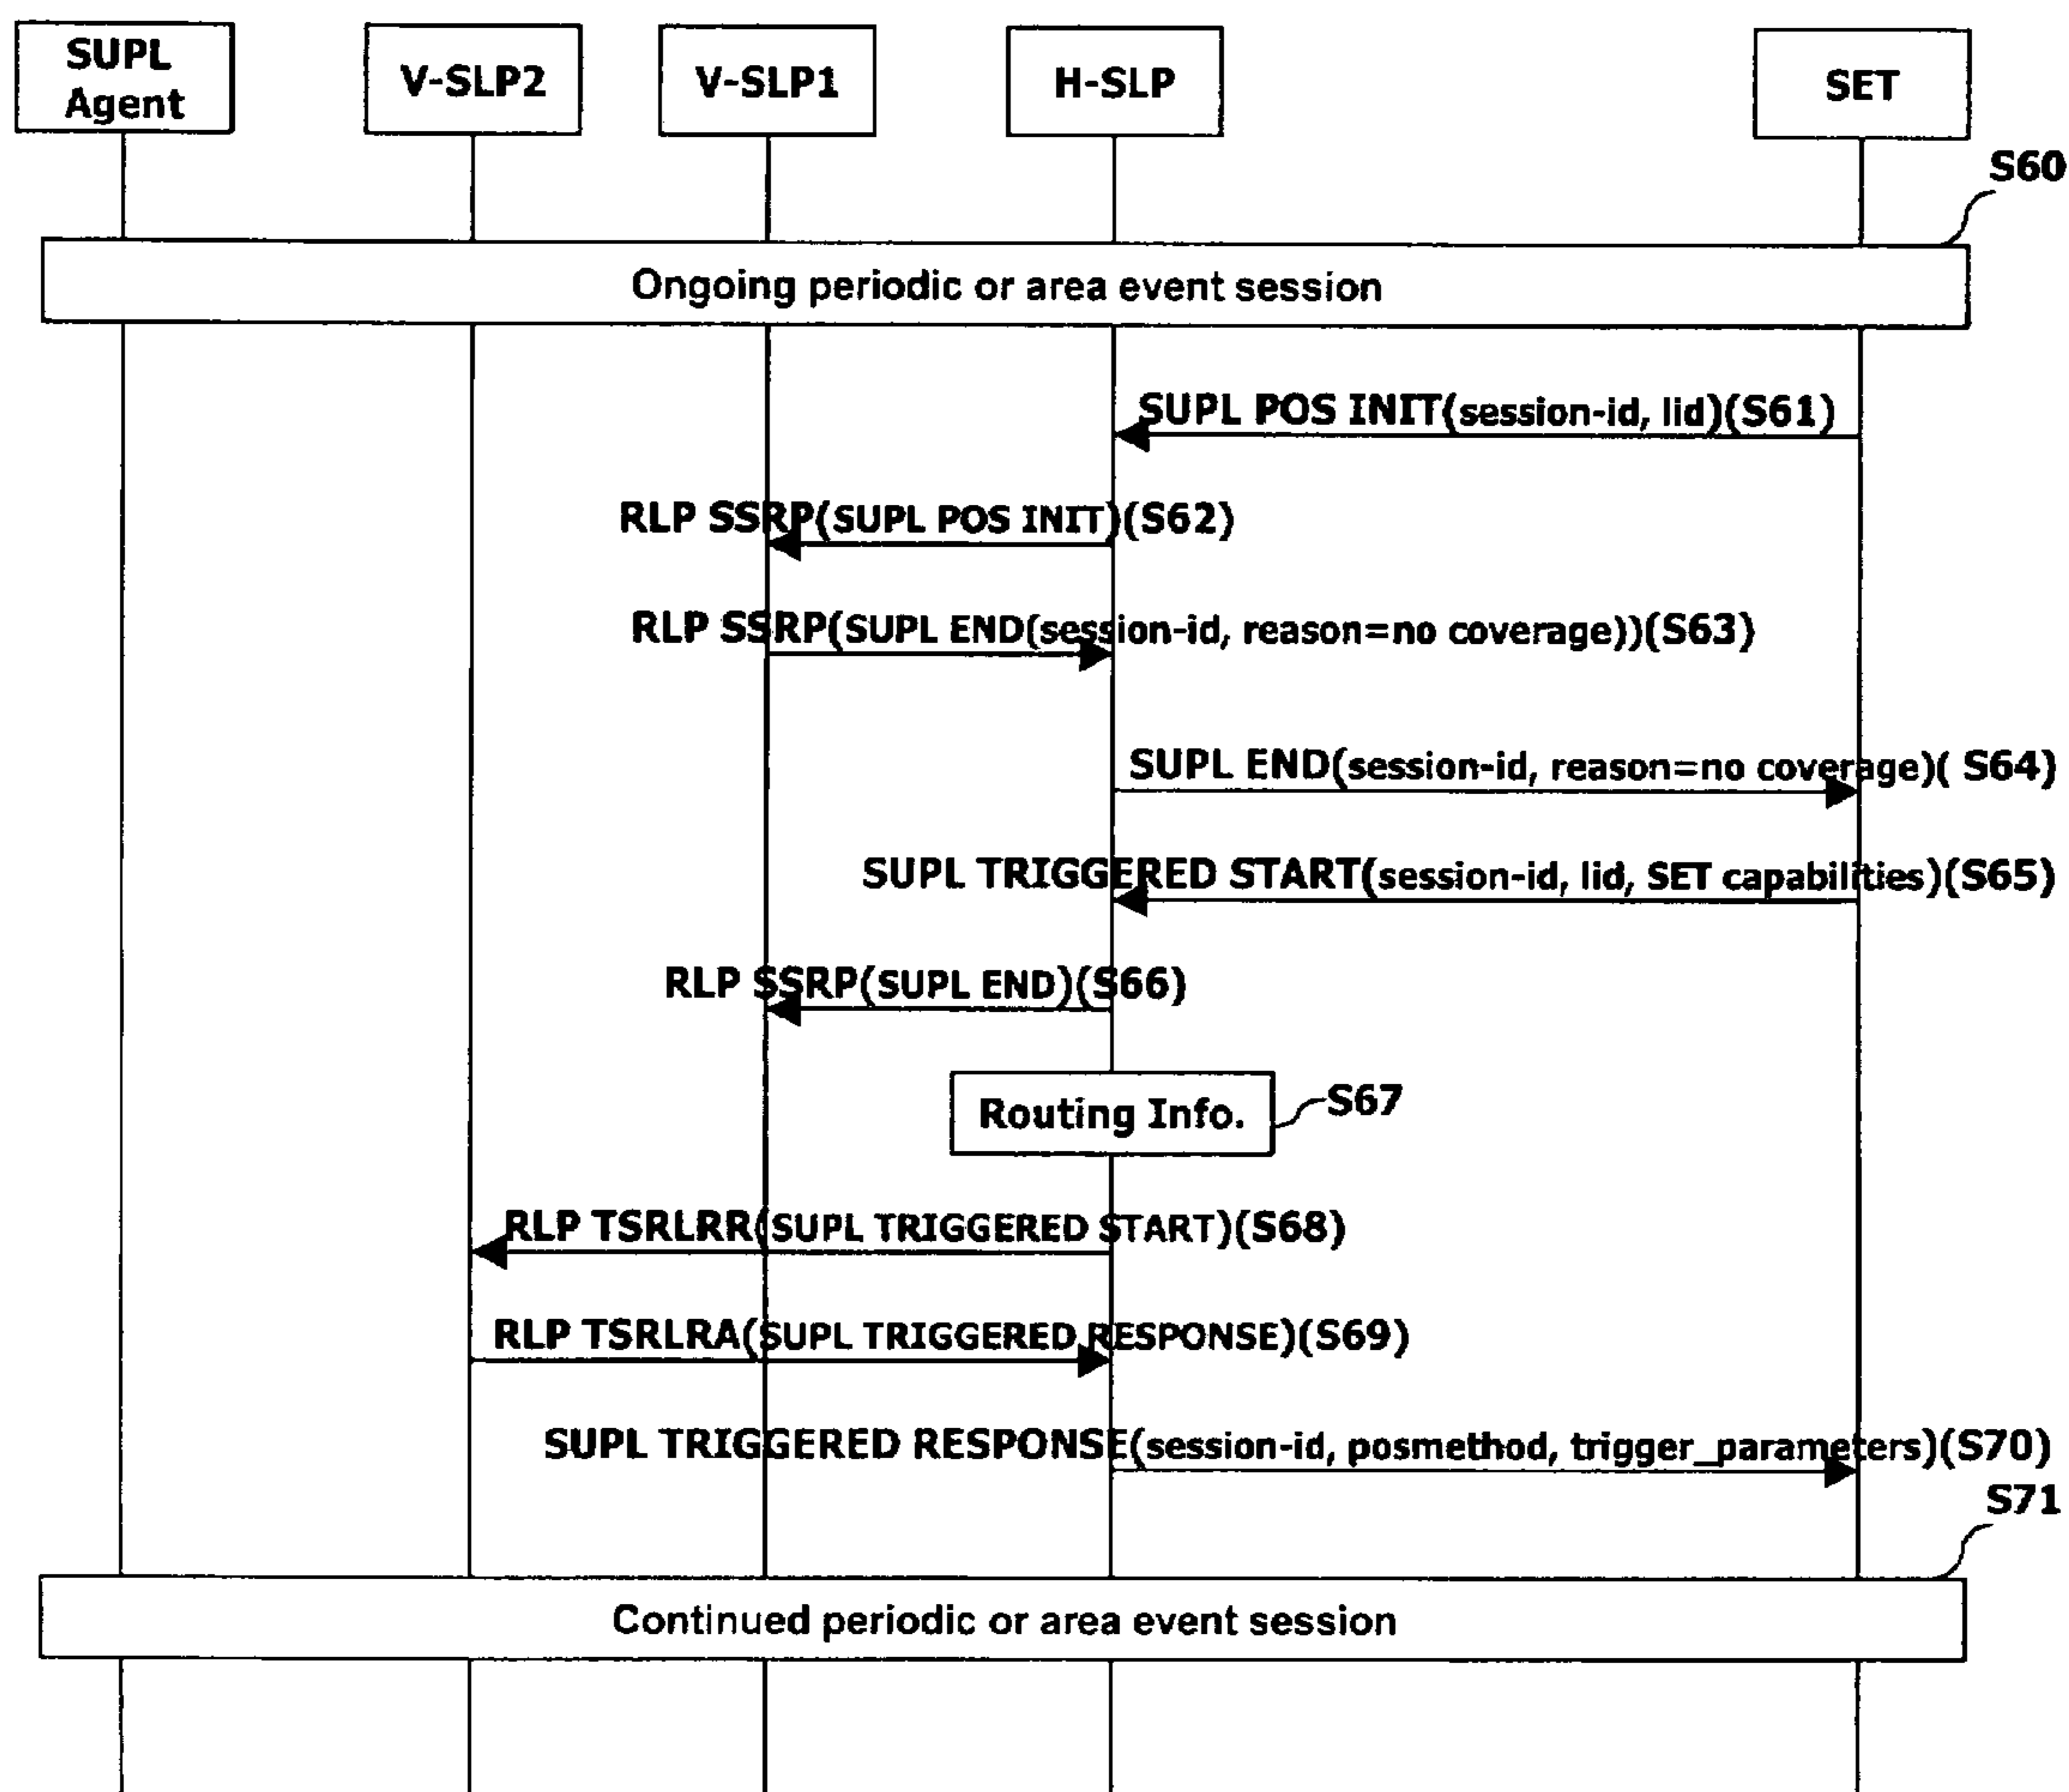 SUPL
Agent
V-SLP2
V-SLP1
H-SLP
SET
S60
Ongoing periodic or area event session
SUPL POS INIT(session-id, lid)(S61)
RLP SSRP(SUPL POS INIT)(S62)
RLP SSRP(SUPL END(session-id, reason=no coverage))(S63)
SUPL END(session-id, reason=no coverage)( S64)
SUPL TRIGGERED START(session-id, lid, SET capabilities)(S65)
RLP SSRP(SUPL END)(S66)
Routing Info.
S67
RLP TSRLRR(SUPL TRIGGERED START)(S68)
RLP TSRLRA(SUPL TRIGGERED RESPONSE)(S69)
SUPL TRIGGERED RESPONSE(session-id, posmethod, trigger_parameters)(S70)
S71
Continued periodic or area event session